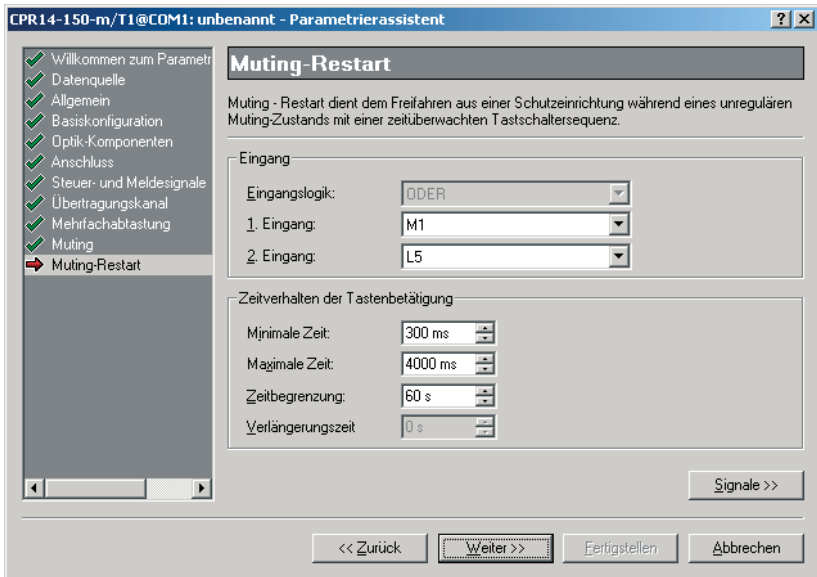 CPR14-150-m/T1@COM1: unbenannt - Parametrierassistent
Willkommen zum Parametr
Datenquelle
Allgemein
Basiskonfiguration
Optik-Komponenten
Anschluss
Steuer- und Meldesignale
Übertragungskanal
Mehrfachabtastung
Muting
Muting-Restart
Muting-Restart
Muting - Restart dient dem Freifahren aus einer Schutzeinrichtung während eines unregulären
Muting-Zustands mit einer zeitüberwachten Tastschaltersequenz.
Eingang
Eingangslogik: ODER
1. Eingang: M1
2. Eingang: L5
Zeitverhalten der Tastenbetätigung
Minimale Zeit: 300 ms
Maximale Zeit: 4000 ms
Zeitbegrenzung: 60 s
Verlängerungszeit 0 s
Signale >>
<< Zurück Weiter >> Fertigstellen Abbrechen